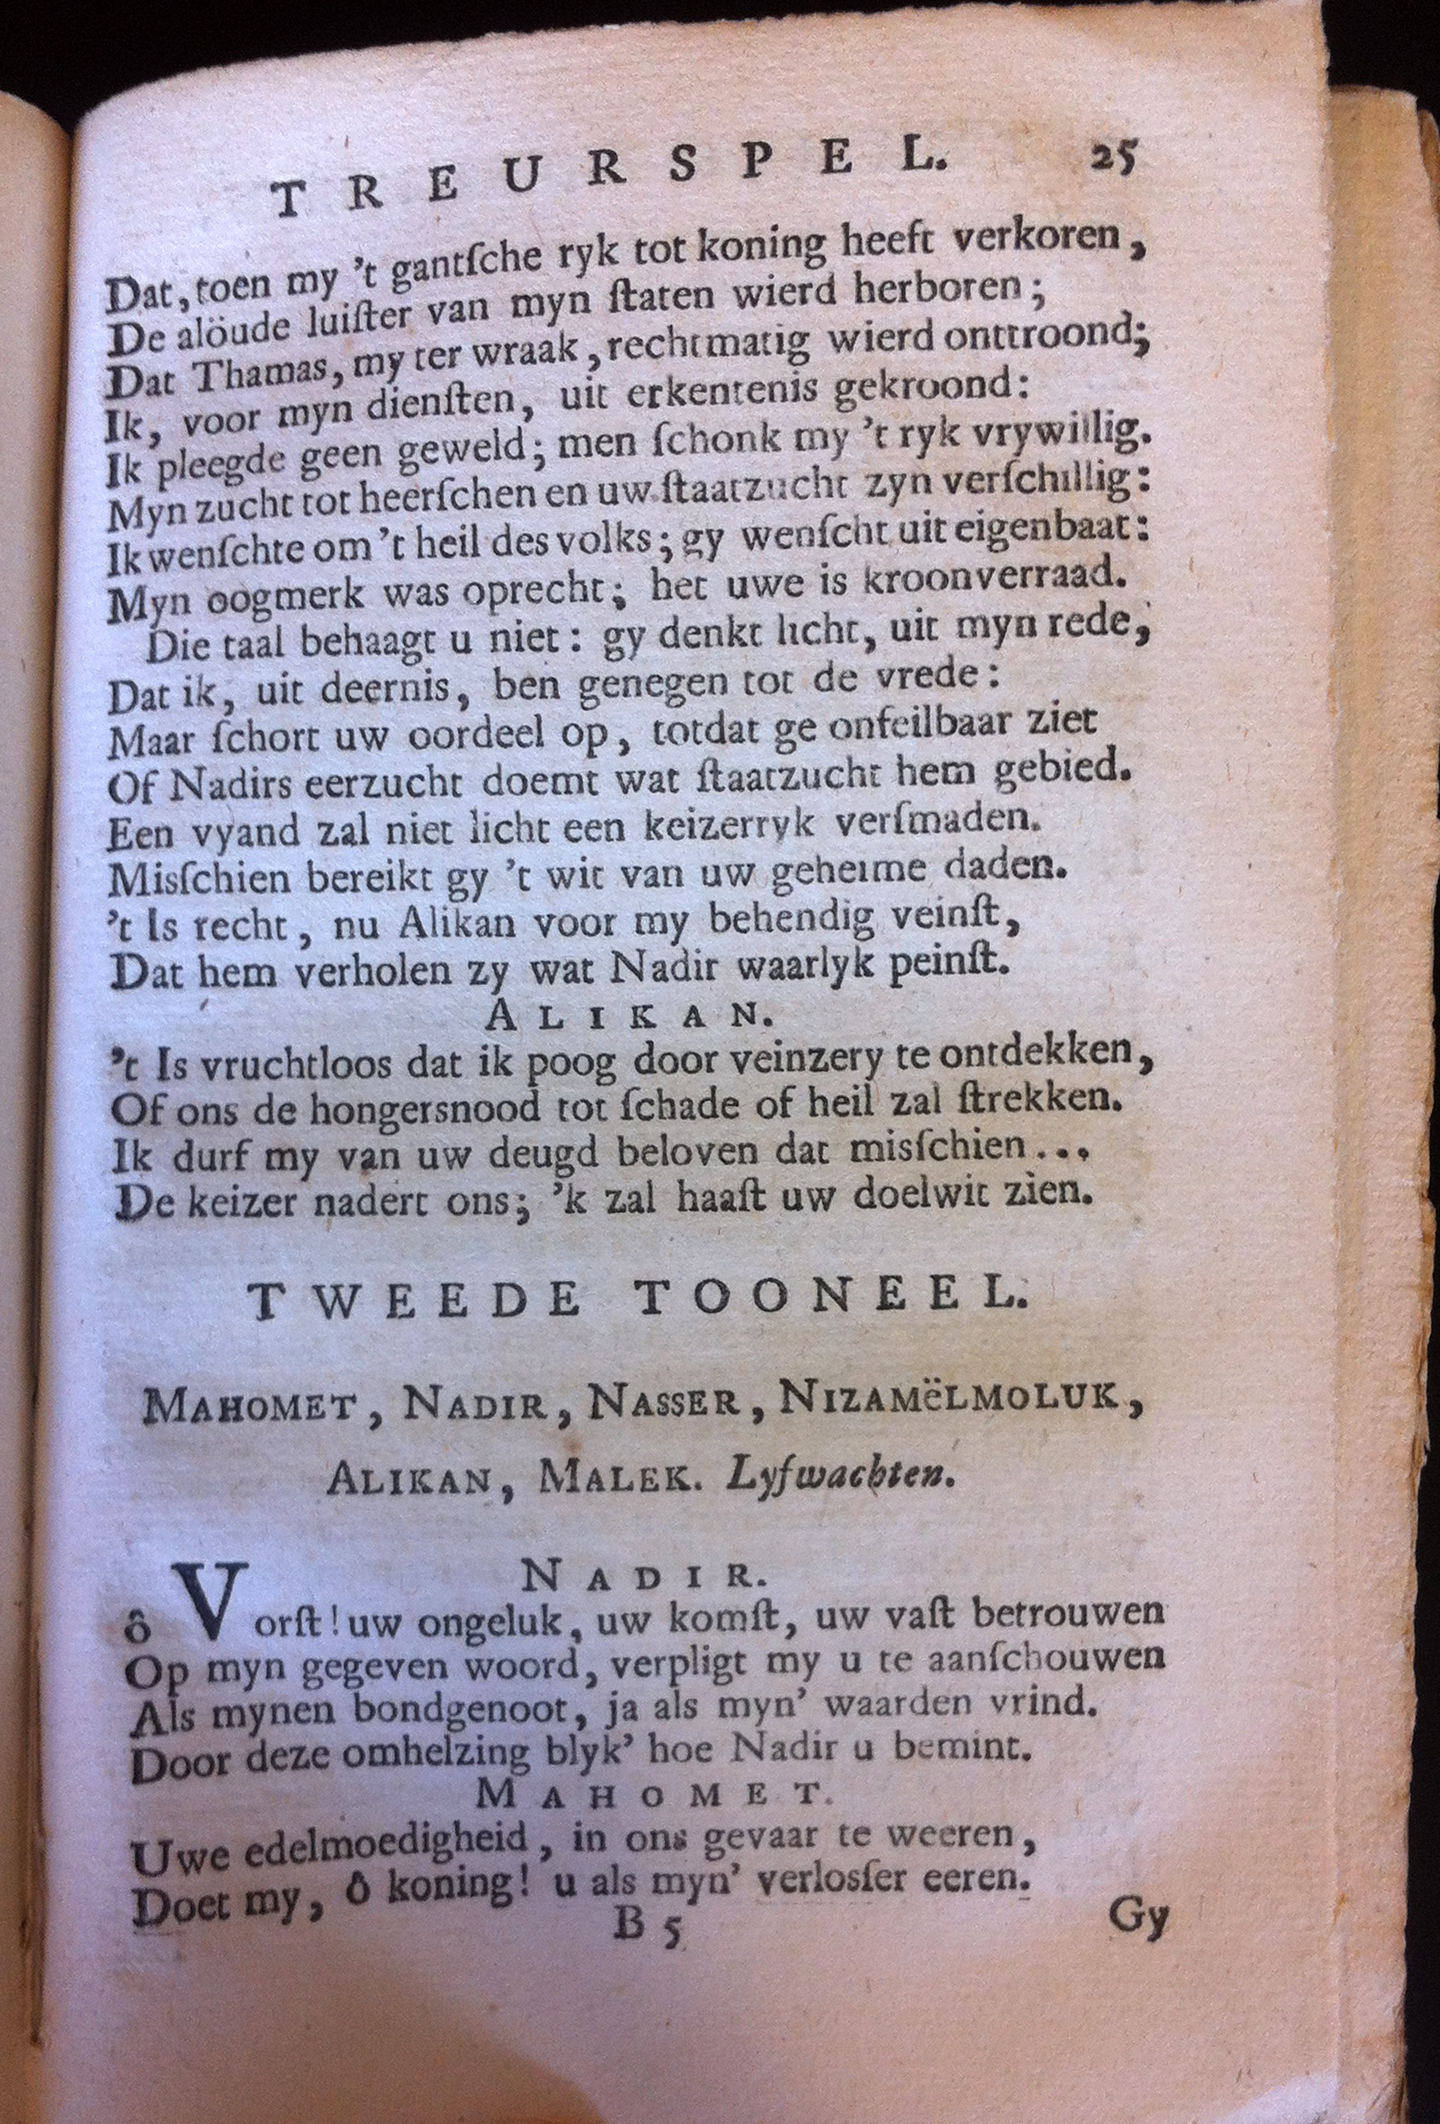 TREURSPEL. 25
Dat, toen my 't gantſche ryk tot koning heeft verkoren,
De alöude luiſter van myn ſtaten wierd herboren;
Dat Thamas, my ter wraak, rechtmatig wierd onttroond;
Ik, voor myn dienſten, uit erkentenis gekroond:
Ik pleegde geen geweld; men ſchonk my 't ryk vrywillig.
Myn zucht tot heerſchen en uw ſtaatzucht zyn verſchillig:
Ik wenſchte om 't heil des volks; gy wenſcht uit eigenbaat:
Myn oogmerk was oprecht; het uwe is kroonverraad.
Die taal behaagt u niet: gy denkt licht, uit myn rede,
Dat ik, uit deernis, ben genegen tot de vrede:
Maar ſchort uw oordeel op, totdat ge onfeilbaar ziet
Of Nadirs eerzucht doemt wat ſtaatzucht hem gebied.
Een vyand zal niet licht een keizerryk verſmaden.
Misſchien bereikt gy 't wit van uw geheime daden.
't Is recht, nu Alikan voor my behendig veinſt,
Dat hem verholen zy wat Nadir waarlyk peinſt.
ALIKAN.
't Is vruchtloos dat ik poog door veinzery te ontdekken,
Of ons de hongersnood tot ſchade of heil zal ſtrekken.
Ik durf my van uw deugd beloven dat misſchien...
De keizer nadert ons; 'k zal haaſt uw doelwit zien.
TWEEDE TOONEEL.
MAHOMET, NADIR, NASSER, NIZAMëLMOLUK,
ALIKAN, MALEK. Lyfwachten.
NADIR.
ô Vorſt! uw ongeluk, uw komſt, uw vaſt betrouwen
Op myn gegeven woord, verpligt my u te aanſchouwen
Als mynen bondgenoot, ja als myn' waarden vrind.
Door deze omhelzing blyk' hoe Nadir u bemint.
MAHOMET.
Uwe edelmoedigheid, in ons gevaar te weeren,
Doet my, ô koning! u als myn' verlosſer eeren.
B 5 Gy